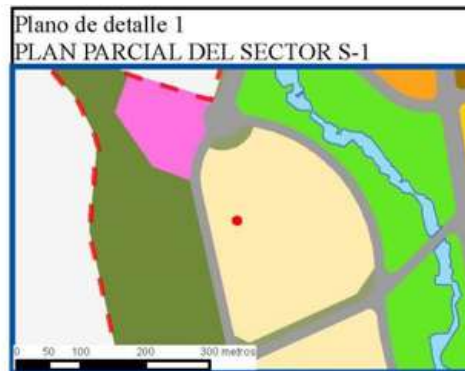 Plano de detalle 1
PLAN PARCIAL DEL SECTOR S-1
0 50 100 200 300 metros